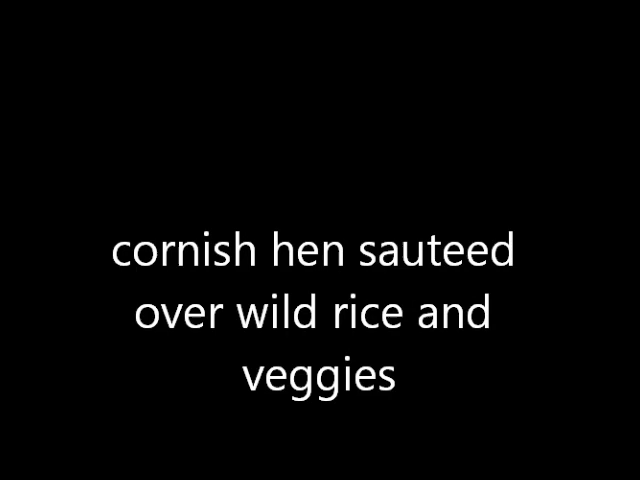 cornish hen sauteed
over wild rice and
veggies